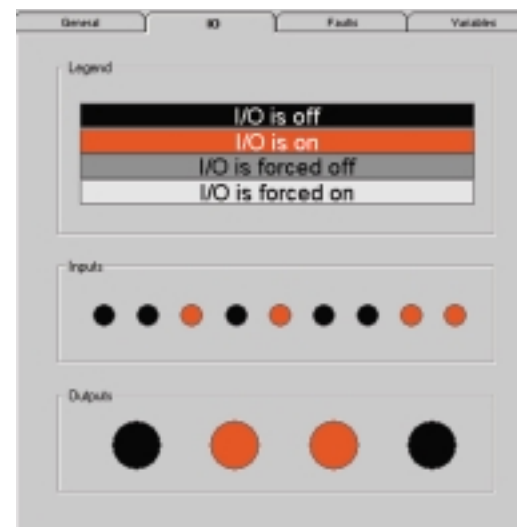 General IO Faults Variables
Legend
I/O is off
I/O is on
I/O is forced off
I/O is forced on
Inputs
Outputs